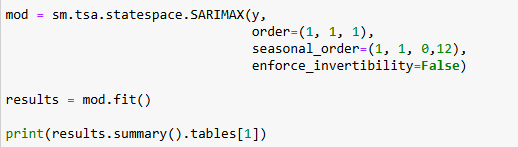 mod = sm.tsa.statespace.SARIMAX(y,
                                order=(1, 1, 1),
                                seasonal_order=(1, 1, 0,12),
                                enforce_invertibility=False)

results = mod.fit()

print(results.summary().tables[1])